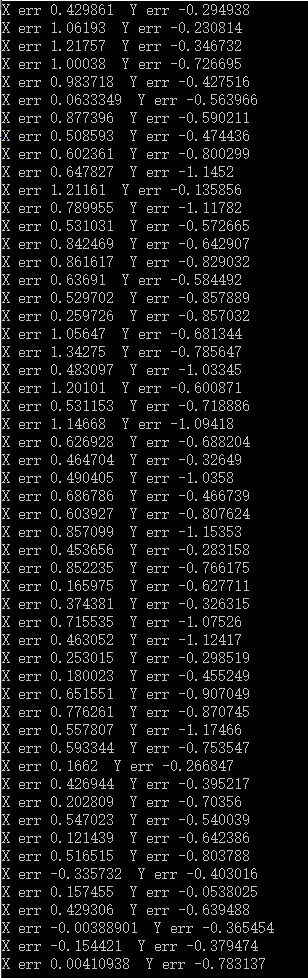 X err 0.429861  Y err -0.294938
X err 1.06193  Y err -0.230814
X err 1.21757  Y err -0.346732
X err 1.00038  Y err -0.726695
X err 0.983718  Y err -0.427516
X err 0.0633349  Y err -0.563966
X err 0.877396  Y err -0.590211
X err 0.508593  Y err -0.474436
X err 0.602361  Y err -0.800299
X err 0.647827  Y err -1.1452
X err 1.21161  Y err -0.135856
X err 0.789955  Y err -1.11782
X err 0.531031  Y err -0.572665
X err 0.842469  Y err -0.642907
X err 0.861617  Y err -0.829032
X err 0.63691  Y err -0.584492
X err 0.529702  Y err -0.857889
X err 0.259726  Y err -0.857032
X err 1.05647  Y err -0.681344
X err 1.34275  Y err -0.785647
X err 0.483097  Y err -1.03345
X err 1.20101  Y err -0.600871
X err 0.531153  Y err -0.718886
X err 1.14668  Y err -1.09418
X err 0.626928  Y err -0.688204
X err 0.464704  Y err -0.32649
X err 0.490405  Y err -1.0358
X err 0.686786  Y err -0.466739
X err 0.603927  Y err -0.807624
X err 0.857099  Y err -1.15353
X err 0.453656  Y err -0.283158
X err 0.852235  Y err -0.766175
X err 0.165975  Y err -0.627711
X err 0.374381  Y err -0.326315
X err 0.715535  Y err -1.07526
X err 0.463052  Y err -1.12417
X err 0.253015  Y err -0.298519
X err 0.180023  Y err -0.455249
X err 0.651551  Y err -0.907049
X err 0.776261  Y err -0.870745
X err 0.557807  Y err -1.17466
X err 0.593344  Y err -0.753547
X err 0.1662  Y err -0.266847
X err 0.426944  Y err -0.395217
X err 0.202809  Y err -0.70356
X err 0.547023  Y err -0.540039
X err 0.121439  Y err -0.642386
X err 0.516515  Y err -0.803788
X err -0.335732  Y err -0.403016
X err 0.157455  Y err -0.0538025
X err 0.429306  Y err -0.639488
X err -0.00388901  Y err -0.365454
X err -0.154421  Y err -0.379474
X err 0.00410938  Y err -0.783137